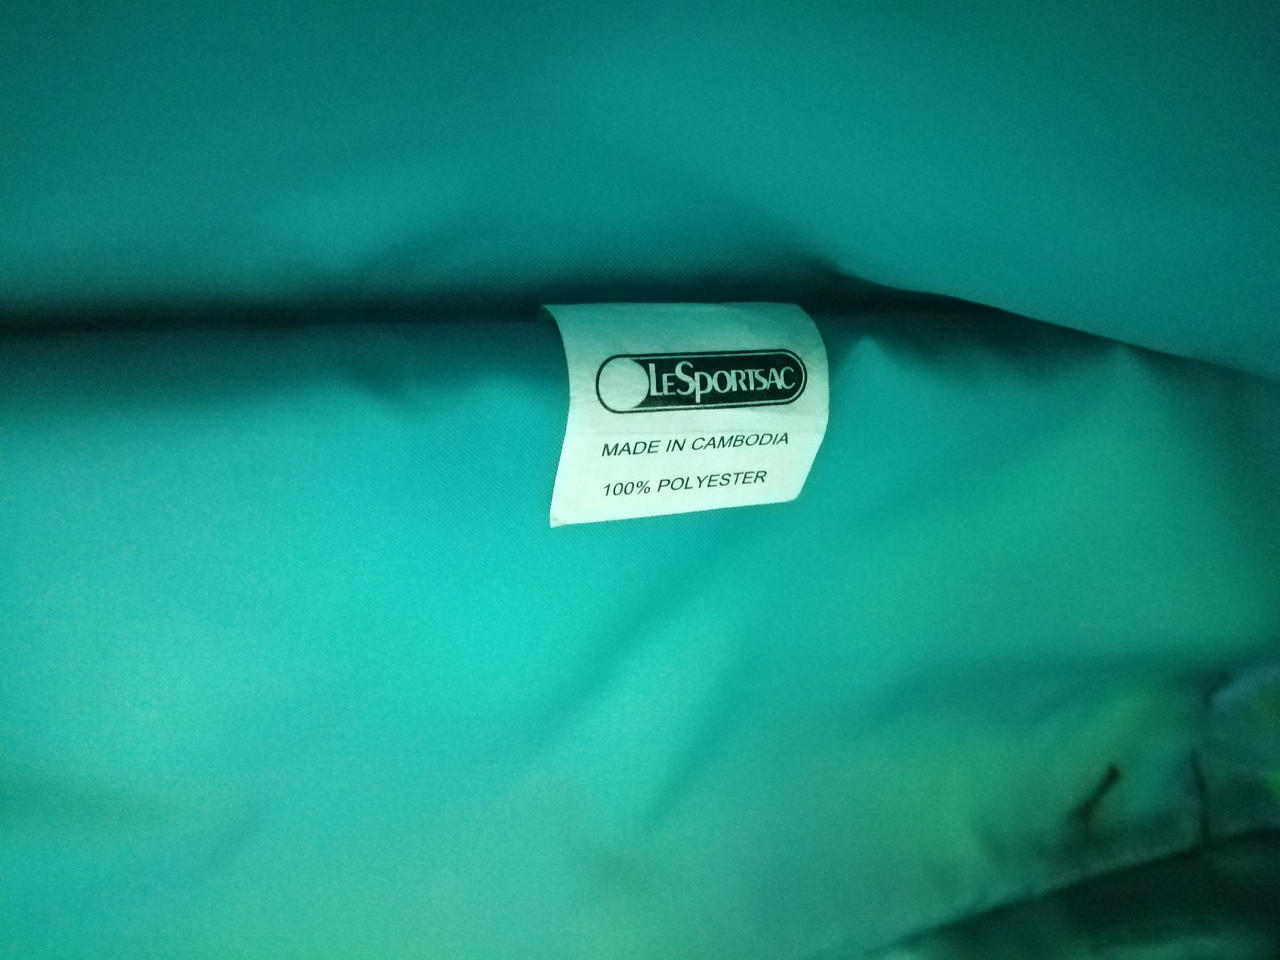 LESPORTSAC
MADE IN CAMBODIA
100% POLYESTER